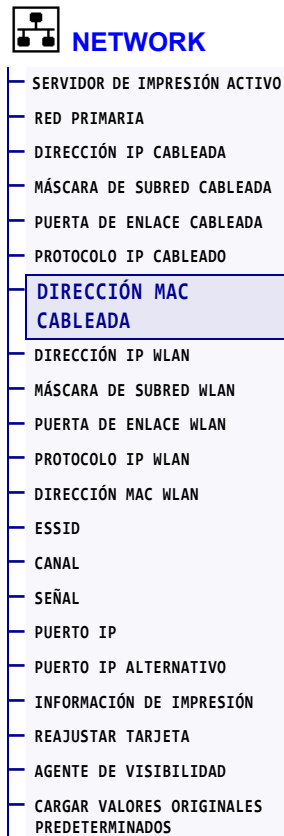 NETWORK
SERVIDOR DE IMPRESIÓN ACTIVO
RED PRIMARIA
DIRECCIÓN IP CABLEADA
MÁSCARA DE SUBRED CABLEADA
PUERTA DE ENLACE CABLEADA
PROTOCOLO IP CABLEADO
DIRECCIÓN MAC
CABLEADA
DIRECCIÓN IP WLAN
MÁSCARA DE SUBRED WLAN
PUERTA DE ENLACE WLAN
PROTOCOLO IP WLAN
DIRECCIÓN MAC WLAN
ESSID
CANAL
SEÑAL
PUERTO IP
PUERTO IP ALTERNATIVO
INFORMACIÓN DE IMPRESIÓN
REAJUSTAR TARJETA
AGENTE DE VISIBILIDAD
CARGAR VALORES ORIGINALES
PREDETERMINADOS